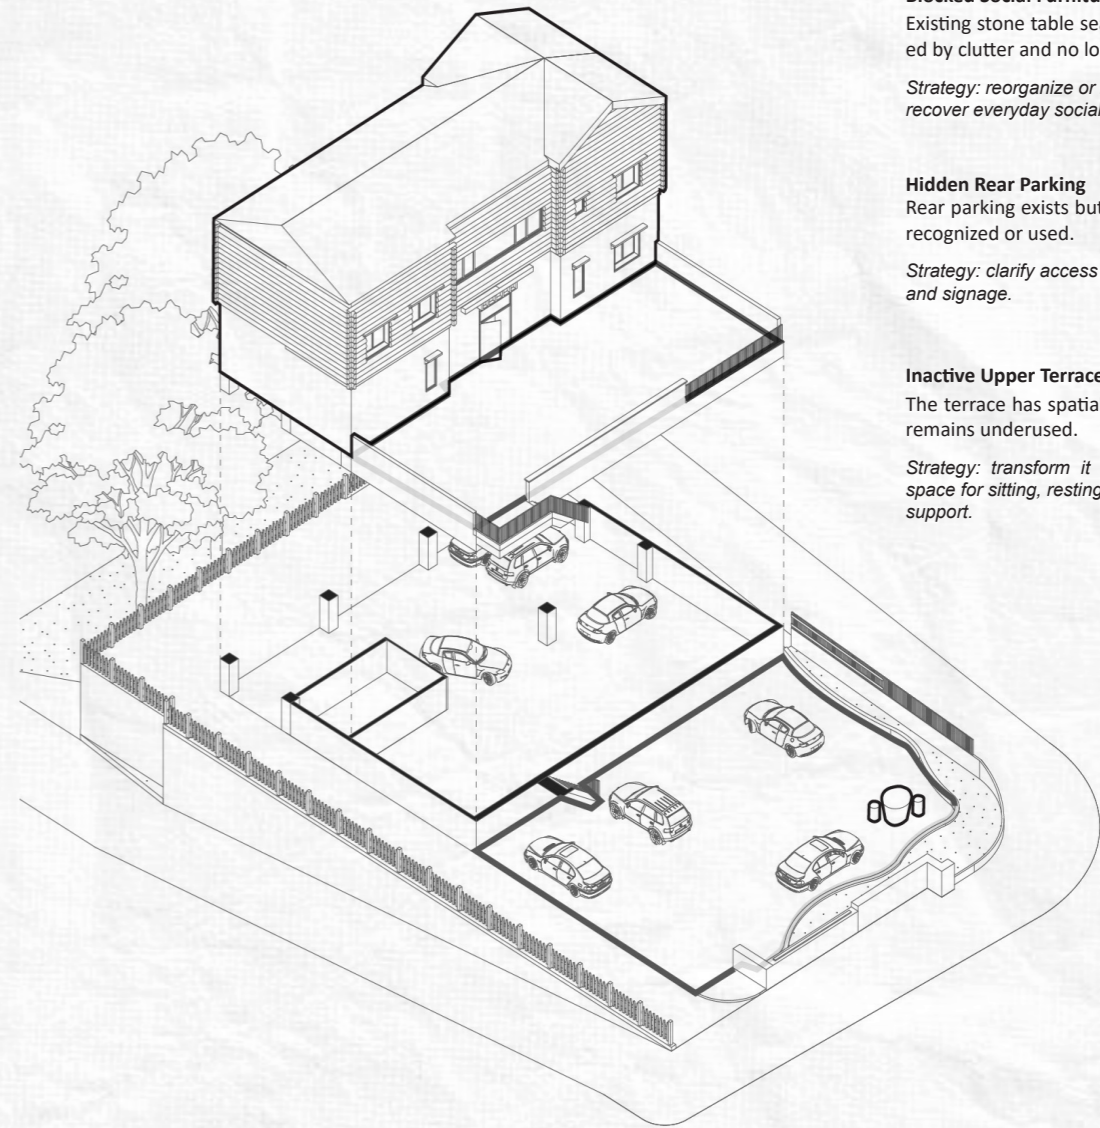 Existing stone table se
ed by clutter and no lo
Strategy: reorganize or
recover everyday social
Hidden Rear Parking
Rear parking exists but
recognized or used.
Strategy: clarify access
and signage.
Inactive Upper Terrace
The terrace has spatia
remains underused.
Strategy: transform it
space for sitting, resting
support.